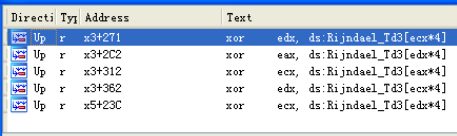 Directi Ty Address Text
Up r x3+271 xor edx, ds:Rijndael_Td3[ecx*4]
Up r x3+2C2 xor eax, ds:Rijndael_Td3[edx*4]
Up r x3+312 xor ecx, ds:Rijndael_Td3[eax*4]
Up r x3+362 xor edx, ds:Rijndael_Td3[ecx*4]
Up r x5+23C xor ecx, ds:Rijndael_Td3[edx*4]